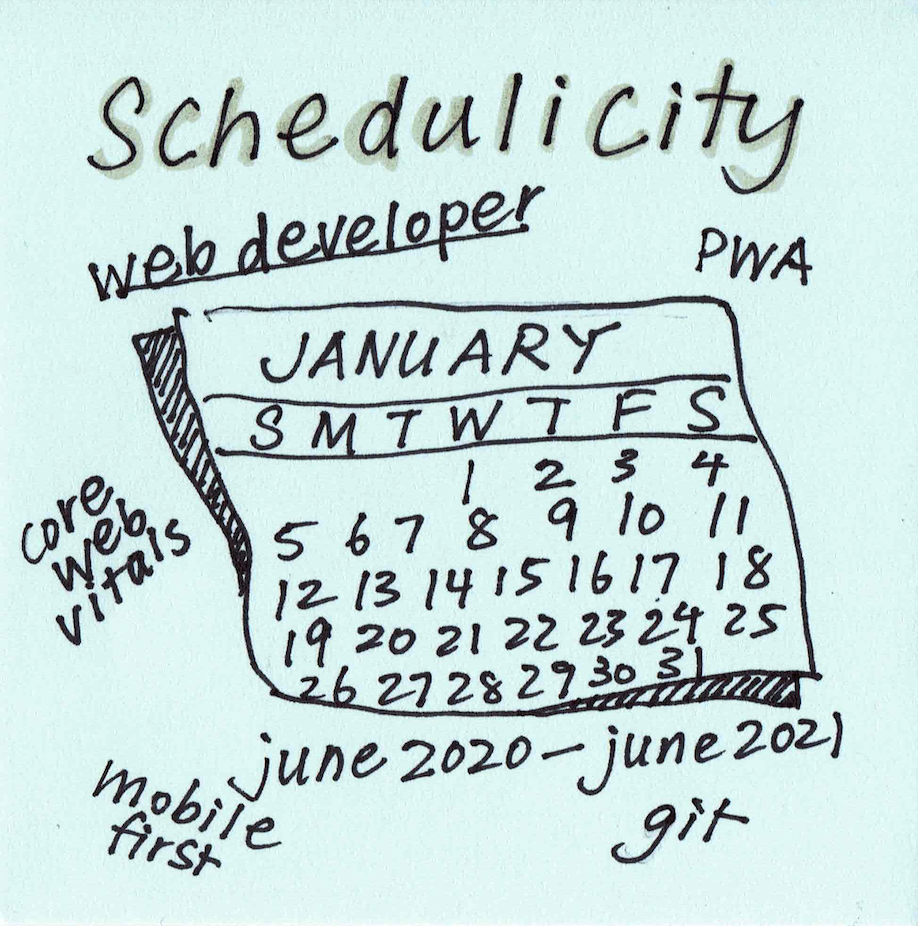 Schedulicity
web developer
PWA
JANUARY
S M T W T F S
1 2 3 4
5 6 7 8 9 10 11
12 13 14 15 16 17 18
19 20 21 22 23 24 25
26 27 28 29 30 31
core
web
vitals
june 2020 – june 2021
mobile
first
git